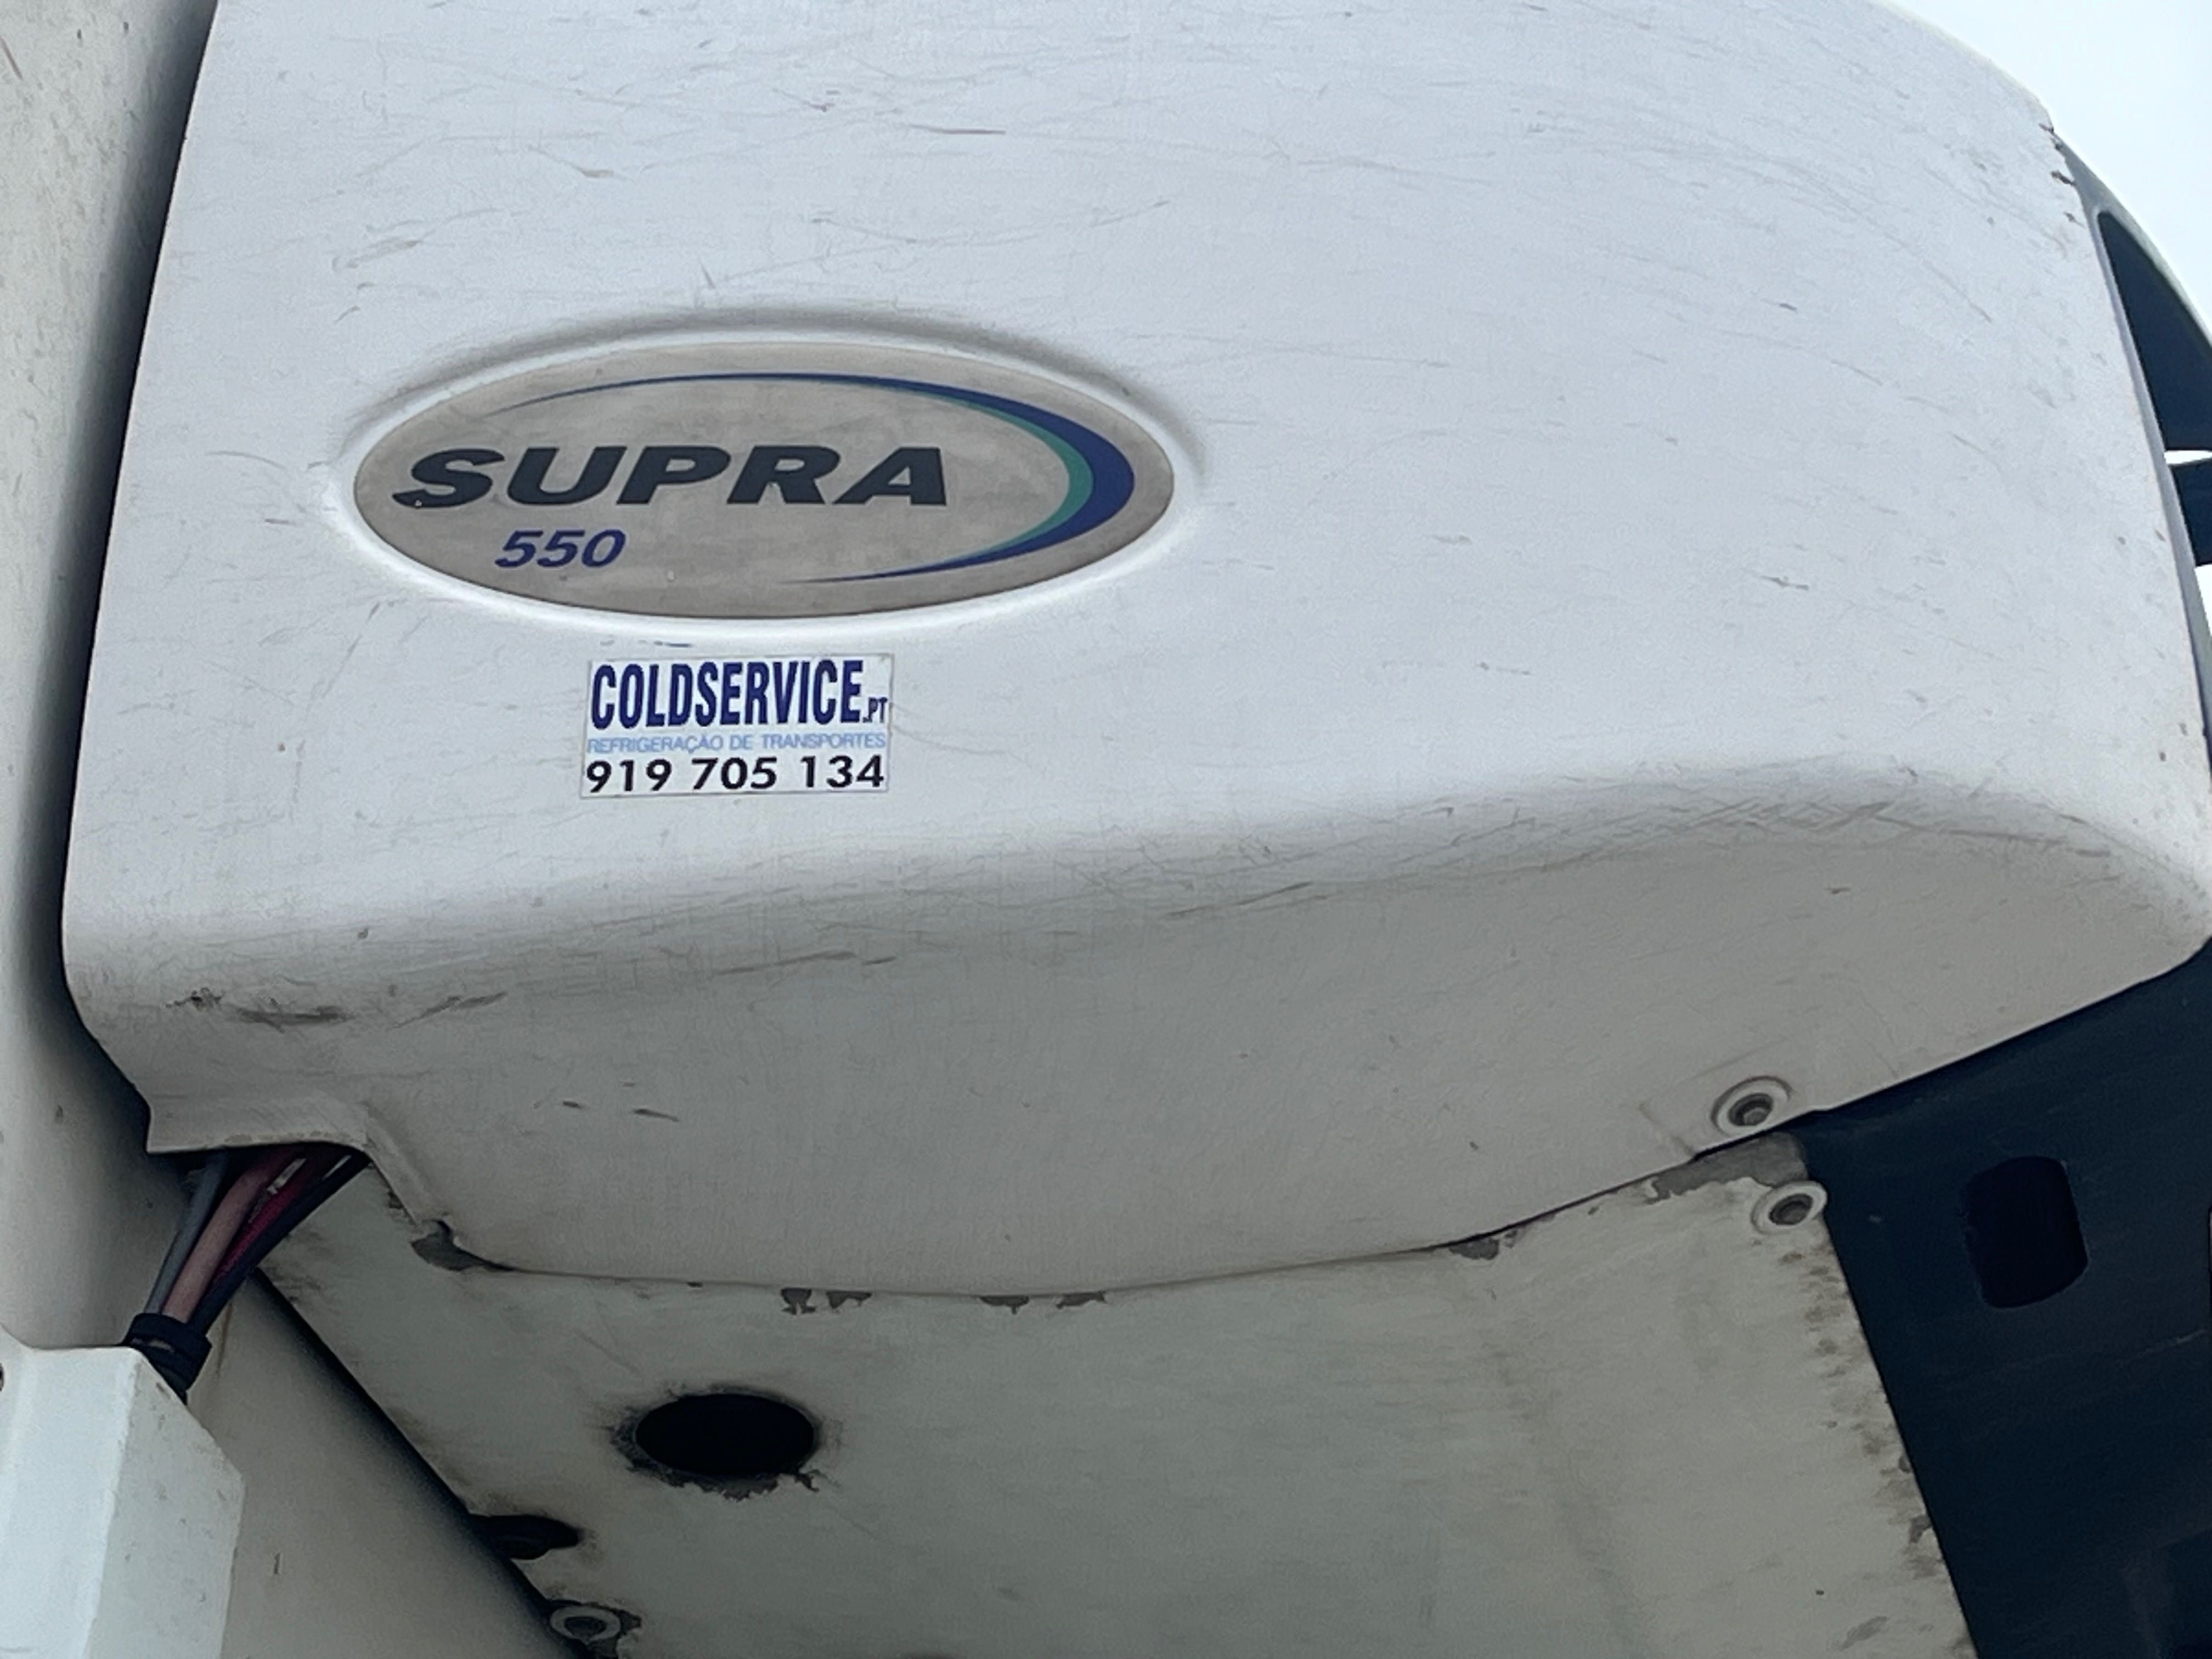 SUPRA
550
COLDSERVICE.PT
REFRIGERAÇÃO DE TRANSPORTES
919 705 134